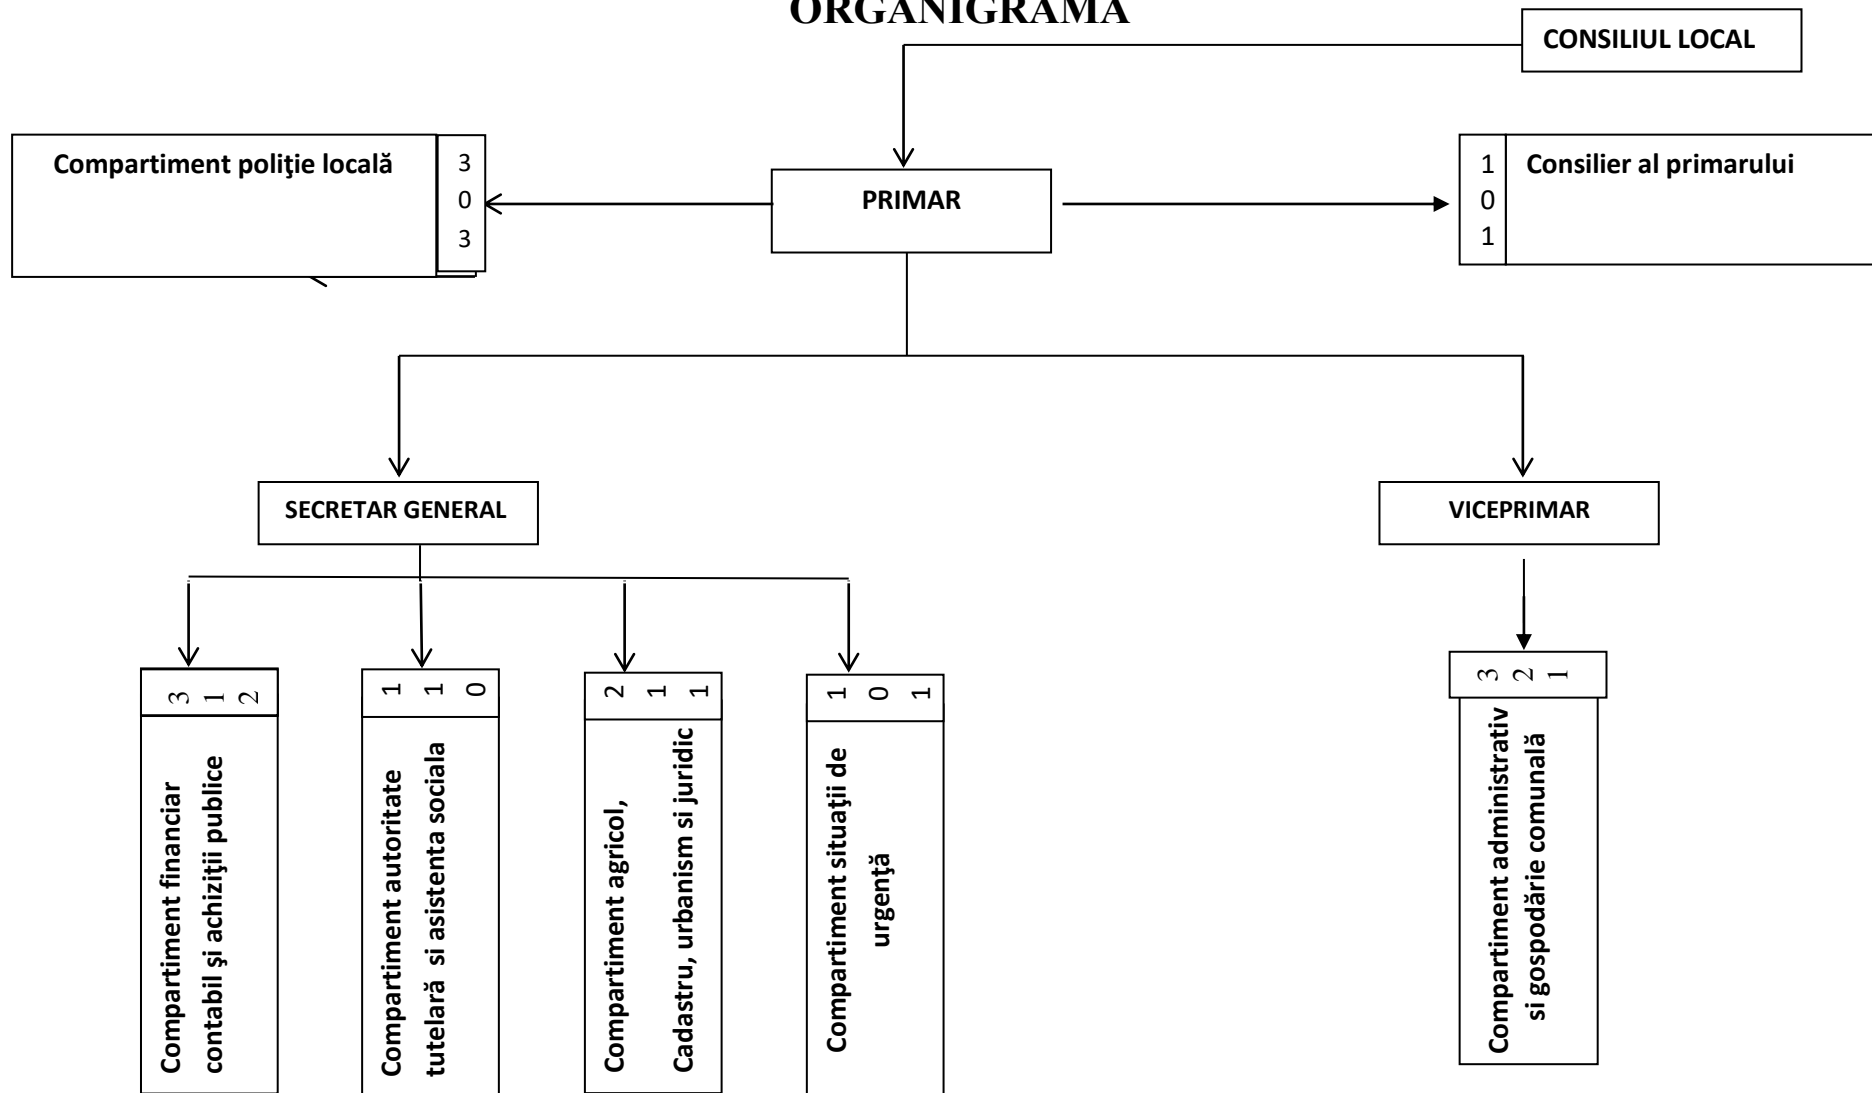 ORGANIGRAMA
CONSILIUL LOCAL
Compartiment poliţie locală
3
0
3
PRIMAR
1
0
1
Consilier al primarului
SECRETAR GENERAL
VICEPRIMAR
3
1
2
Compartiment financiar
contabil şi achiziţii publice
1
1
0
Compartiment autoritate
tutelară si asistenta sociala
2
1
1
Compartiment agricol,
Cadastru, urbanism si juridic
1
0
1
Compartiment situaţii de
urgenţă
3
2
1
Compartiment administrativ
si gospodărie comunală